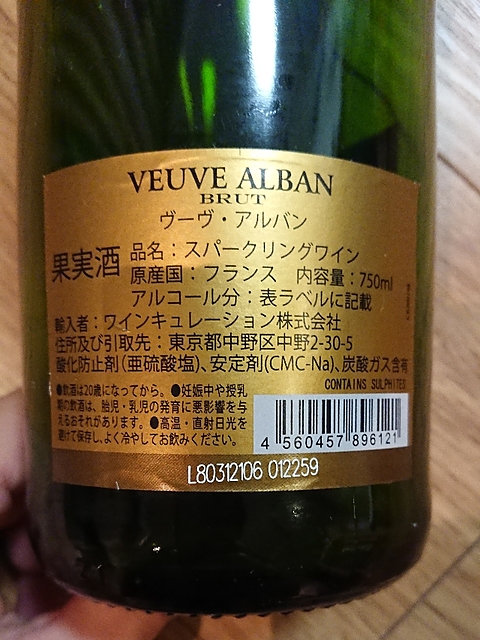 VEUVE ALBAN
BRUT
ヴーヴ・アルバン
果実酒
品名：スパークリングワイン
原産国：フランス　内容量：750ml
アルコール分：表ラベルに記載
輸入者：ワインキュレーション株式会社
住所及び引取先：東京都中野区中野2-30-5
酸化防止剤（亜硫酸塩）、安定剤(CMC-Na)、炭酸ガス含有
CONTAINS SULPHITES
●飲酒は20歳になってから。●妊娠中や授乳
期の飲酒は、胎児・乳児の発育に悪影響を与
えるおそれがあります。●高温・直射日光を
避けて保存し、よく冷やしてお飲みください。
4 560457 896121
L80312106 012259